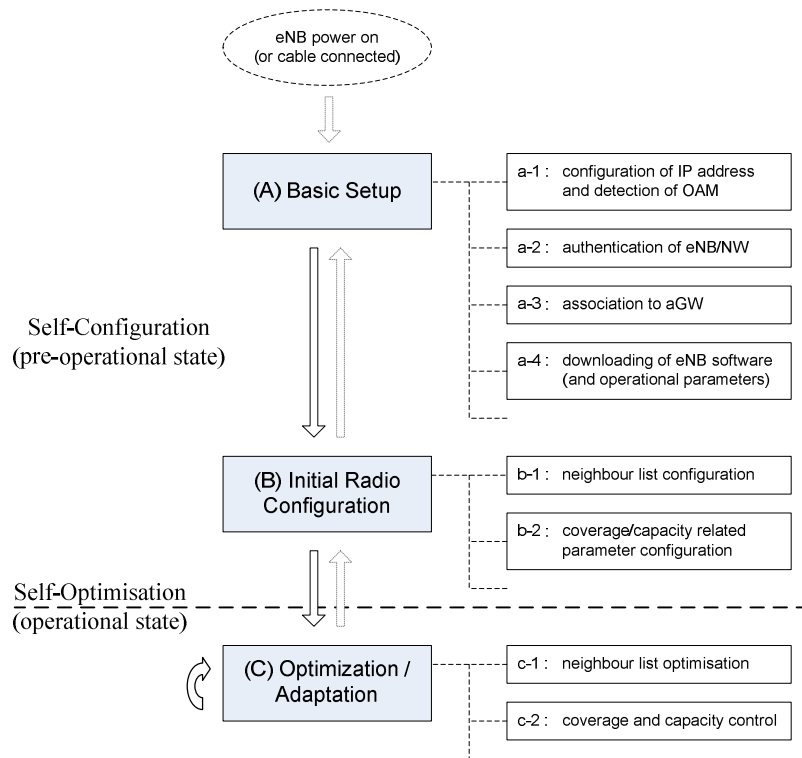 eNB power on
(or cable connected)
(A) Basic Setup
a-1 : configuration of IP address
and detection of OAM
a-2 : authentication of eNB/NW
a-3 : association to aGW
a-4 : downloading of eNB software
(and operational parameters)
Self-Configuration
(pre-operational state)
(B) Initial Radio
Configuration
b-1 : neighbour list configuration
b-2 : coverage/capacity related
parameter configuration
Self-Optimisation
(operational state)
(C) Optimization /
Adaptation
c-1 : neighbour list optimisation
c-2 : coverage and capacity control